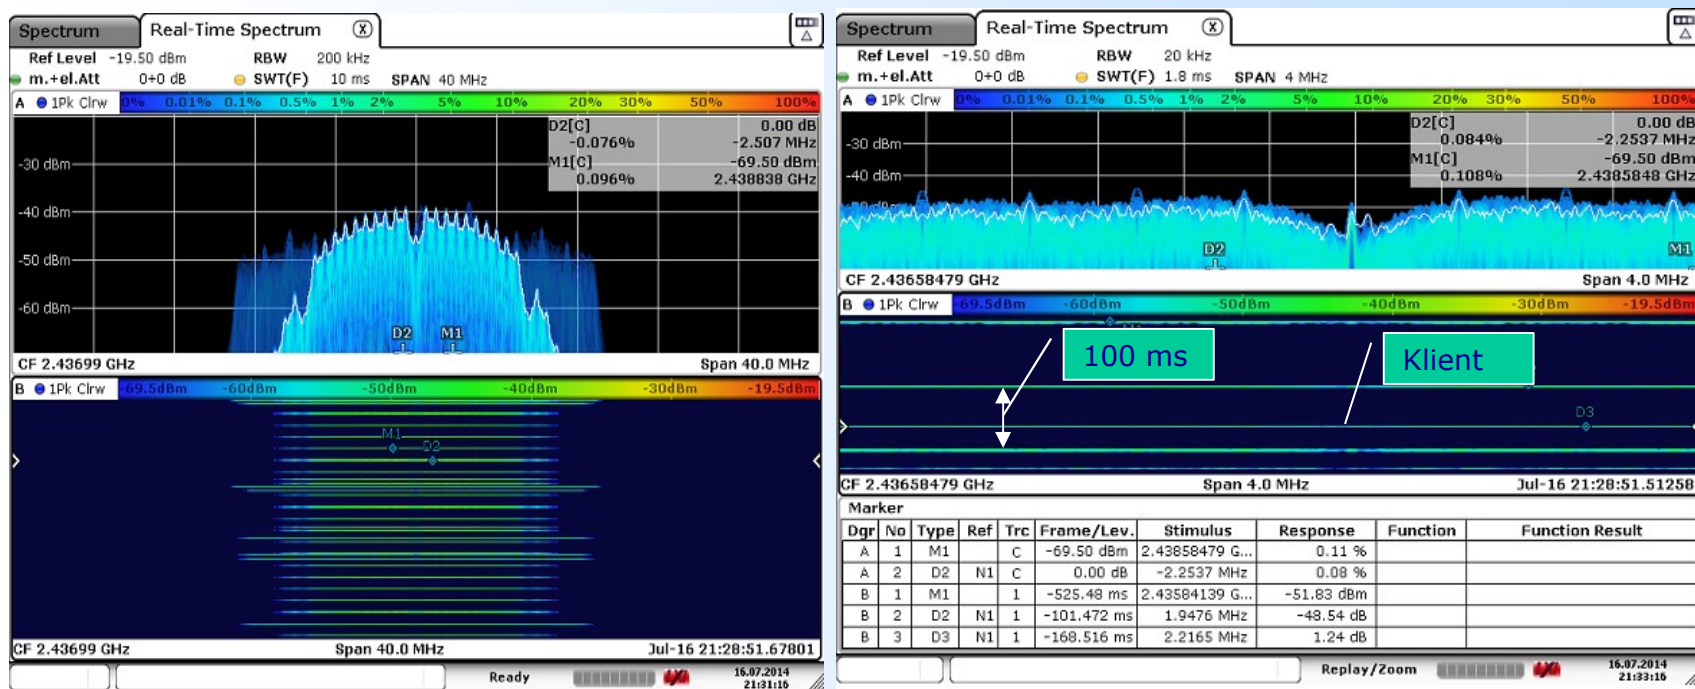 Spectrum Real-Time Spectrum X
Ref Level -19.50 dBm RBW 200 kHz
m.+el.Att 0+0 dB SWT(F) 10 ms SPAN 40 MHz
A 1Pk Clrw 0% 0.01% 0.1% 0.5% 1% 2% 5% 10% 20% 30% 50% 100%
D2[C] 0.00 dB
-0.076% -2.507 MHz
M1[C] -69.50 dBm
0.096% 2.438838 GHz
-30 dBm
-40 dBm
-50 dBm
-60 dBm
D2 M1
CF 2.43699 GHz Span 40.0 MHz
B 1Pk Clrw -69.5dBm -60dBm -50dBm -40dBm -30dBm -19.5dBm
M1
D2
CF 2.43699 GHz Span 40.0 MHz Jul-16 21:28:51.67801
Ready 16.07.2014
21:31:16
Spectrum Real-Time Spectrum X
Ref Level -19.50 dBm RBW 20 kHz
m.+el.Att 0+0 dB SWT(F) 1.8 ms SPAN 4 MHz
A 1Pk Clrw 0% 0.01% 0.1% 0.5% 1% 2% 5% 10% 20% 30% 50% 100%
D2[C] 0.00 dB
0.084% -2.2537 MHz
M1[C] -69.50 dBm
0.108% 2.4385848 GHz
-30 dBm
-40 dBm
D2 M1
CF 2.43658479 GHz Span 4.0 MHz
B 1Pk Clrw -69.5dBm -60dBm -50dBm -40dBm -30dBm -19.5dBm
100 ms
Klient
D3
CF 2.43658479 GHz Span 4.0 MHz Jul-16 21:28:51.51258
Marker
Dgr No Type Ref Trc Frame/Lev. Stimulus Response Function Function Result
A 1 M1 C -69.50 dBm 2.43858479 G... 0.11 %
A 2 D2 N1 C 0.00 dB -2.2537 MHz 0.08 %
B 1 M1 1 -525.48 ms 2.43584139 G... -51.83 dBm
B 2 D2 N1 1 -101.472 ms 1.9476 MHz -48.54 dB
B 3 D3 N1 1 -168.516 ms 2.2165 MHz 1.24 dB
Replay/Zoom 16.07.2014
21:33:16